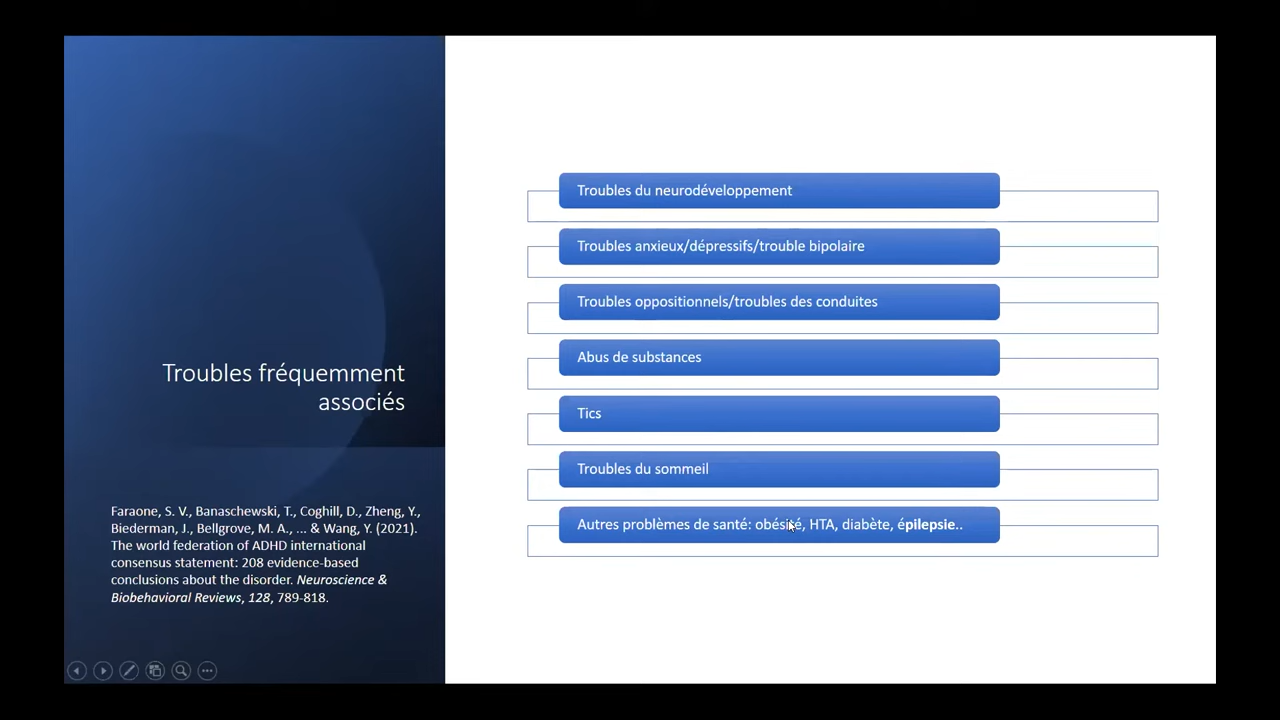 Troubles fréquemment
associés
Faraone, S. V., Banaschewski, T., Coghill, D., Zheng, Y.,
Biederman, J., Bellgrove, M. A., ... & Wang, Y. (2021).
The world federation of ADHD international
consensus statement: 208 evidence-based
conclusions about the disorder. Neuroscience &
Biobehavioral Reviews, 128, 789-818.
Troubles du neurodéveloppement
Troubles anxieux/dépressifs/trouble bipolaire
Troubles oppositionnels/troubles des conduites
Abus de substances
Tics
Troubles du sommeil
Autres problèmes de santé: obésité, HTA, diabète, épilepsie..